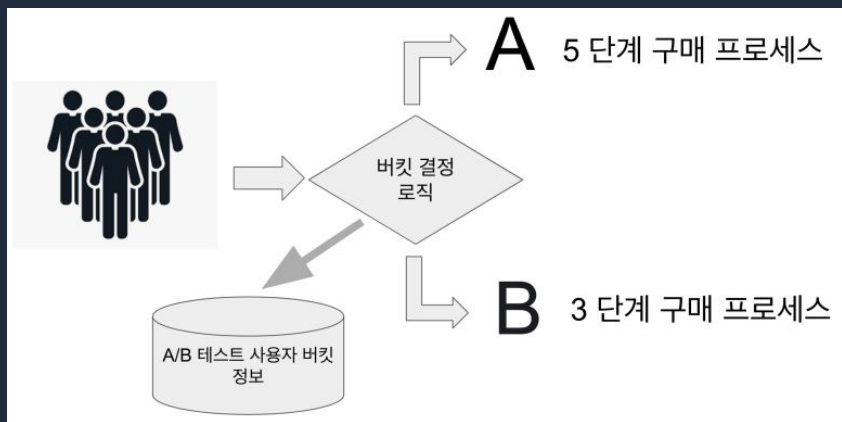 A 5 단계 구매 프로세스
버킷 결정
로직
B 3 단계 구매 프로세스
A/B 테스트 사용자 버킷
정보